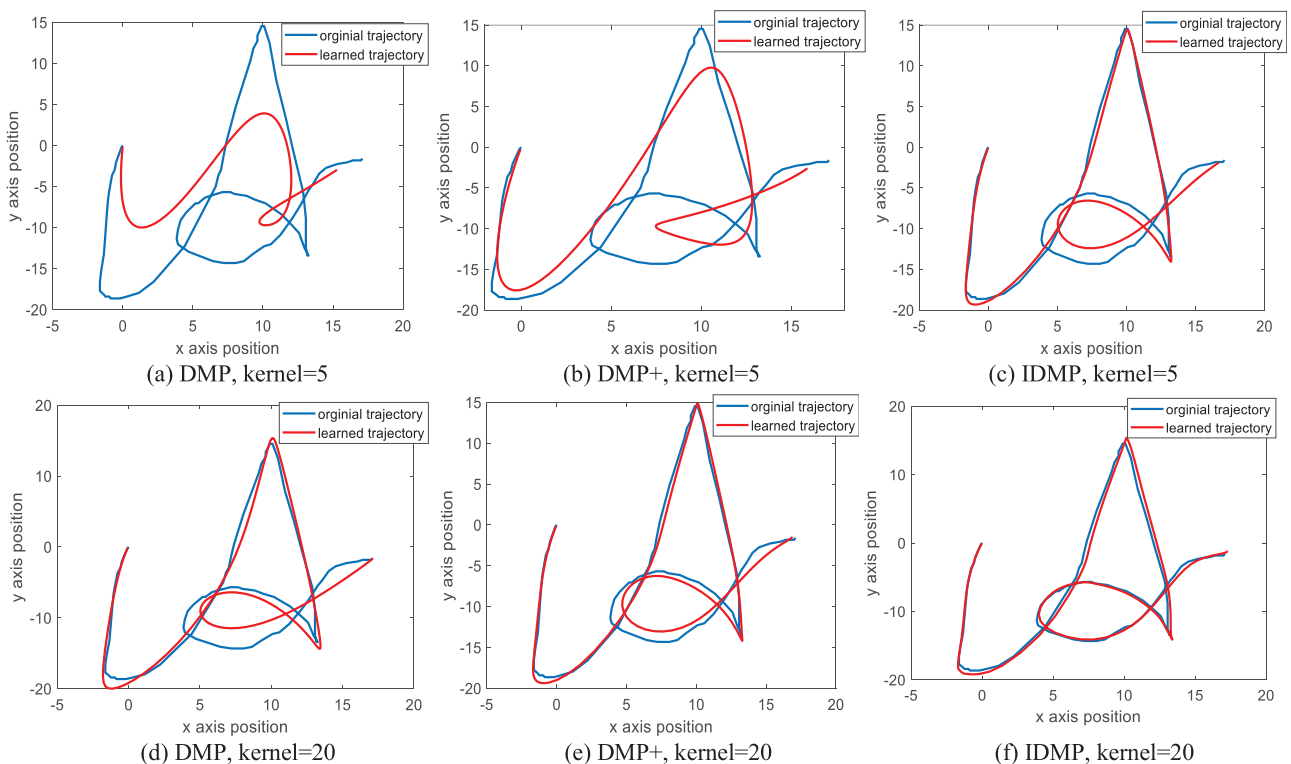 orginial trajectory
learned trajectory
15
10
5
0
-5
-10
-15
-20
y axis position
-5 0 5 10 15 20
x axis position
(a) DMP, kernel=5
orginial trajectory
learned trajectory
15
10
5
0
-5
-10
-15
-20
y axis position
0 5 10 15
x axis position
(b) DMP+, kernel=5
orginial trajectory
learned trajectory
15
10
5
0
-5
-10
-15
-20
y axis position
-5 0 5 10 15 20
x axis position
(c) IDMP, kernel=5
orginial trajectory
learned trajectory
20
10
0
-10
-20
y axis position
-5 0 5 10 15 20
x axis position
(d) DMP, kernel=20
orginial trajectory
learned trajectory
15
10
5
0
-5
-10
-15
-20
y axis position
-5 0 5 10 15 20
x axis position
(e) DMP+, kernel=20
orginial trajectory
learned trajectory
20
10
0
-10
-20
y axis position
-5 0 5 10 15 20
x axis position
(f) IDMP, kernel=20